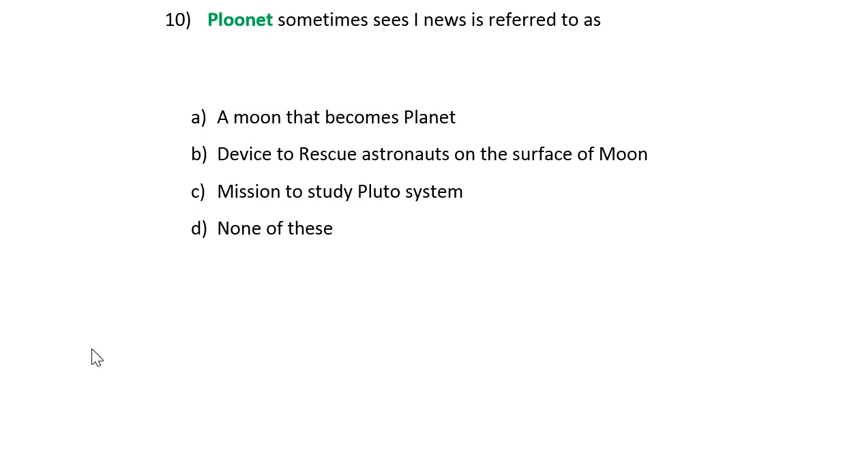 10) Ploonet sometimes sees I news is referred to as
a) A moon that becomes Planet
b) Device to Rescue astronauts on the surface of Moon
c) Mission to study Pluto system
d) None of these